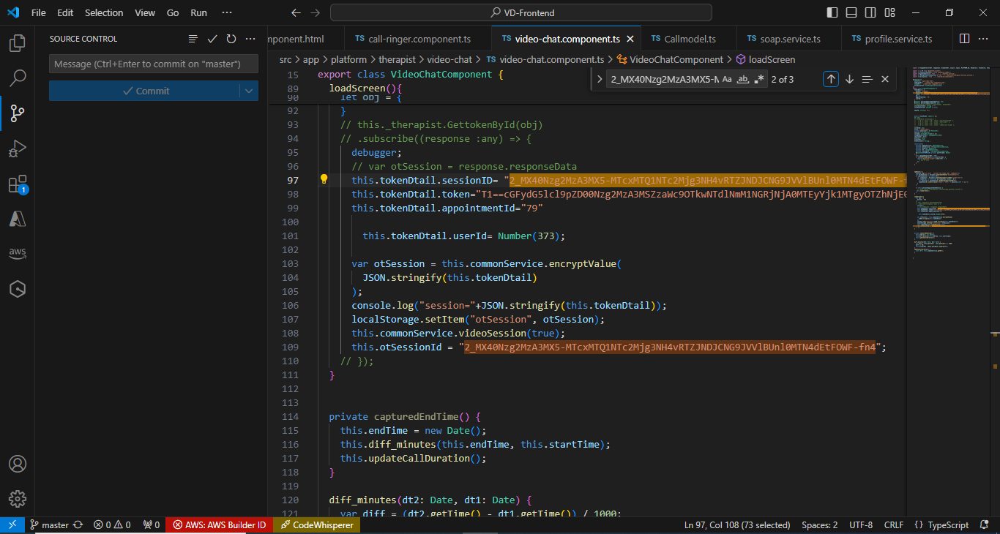 File Edit Selection View Go Run ··· VD-Frontend
SOURCE CONTROL
Message (Ctrl+Enter to commit on "master")
Commit
1
aws
mponent.html TS call-ringer.component.ts TS video-chat.component.ts TS Callmodel.ts TS soap.service.ts TS profile.service.ts
src > app > platform > therapist > video-chat > TS video-chat.component.ts > VideoChatComponent > loadScreen
2_MX40Nzg2MzA3MX5-M Aa ab .* 2 of 3
15 export class VideoChatComponent {
89 loadScreen(){
90 let obj = {
92 }
93 // this._therapist.GettokenById(obj)
94 // .subscribe((response :any) => {
95 debugger;
96 // var otSession = response.responseData
97 this.tokenDtail.sessionID= "2_MX40Nzg2MzA3MX5-MTcxMTQ1NTc2Mjg3NH4vRTZJNDJCNG9JVVlBUnl0MTN4dEtFOWF-
98 this.tokenDtail.token="T1==cGFydG5lcl9pZD00Nzg2MzA3MSZzaWc9OTkwNTdlNmM1NGRjNjA0MTEyYjk1MTgyOTZhNjE0
99 this.tokenDtail.appointmentId="79"
100
101 this.tokenDtail.userId= Number(373);
102
103 var otSession = this.commonService.encryptValue(
104 JSON.stringify(this.tokenDtail)
105 );
106 console.log("session="+JSON.stringify(this.tokenDtail));
107 localStorage.setItem("otSession", otSession);
108 this.commonService.videoSession(true);
109 this.otSessionId = "2_MX40Nzg2MzA3MX5-MTcxMTQ1NTc2Mjg3NH4vRTZJNDJCNG9JVVlBUnl0MTN4dEtFOWF-fn4";
110 // });
111 }
112
113
114 private capturedEndTime() {
115 this.endTime = new Date();
116 this.diff_minutes(this.endTime, this.startTime);
117 this.updateCallDuration();
118 }
119
120 diff_minutes(dt2: Date, dt1: Date) {
121 var diff = (dt2.getTime() - dt1.getTime()) / 1000;
master 0 0 0 AWS: AWS Builder ID CodeWhisperer Ln 97, Col 108 (73 selected) Spaces: 2 UTF-8 CRLF {} TypeScript